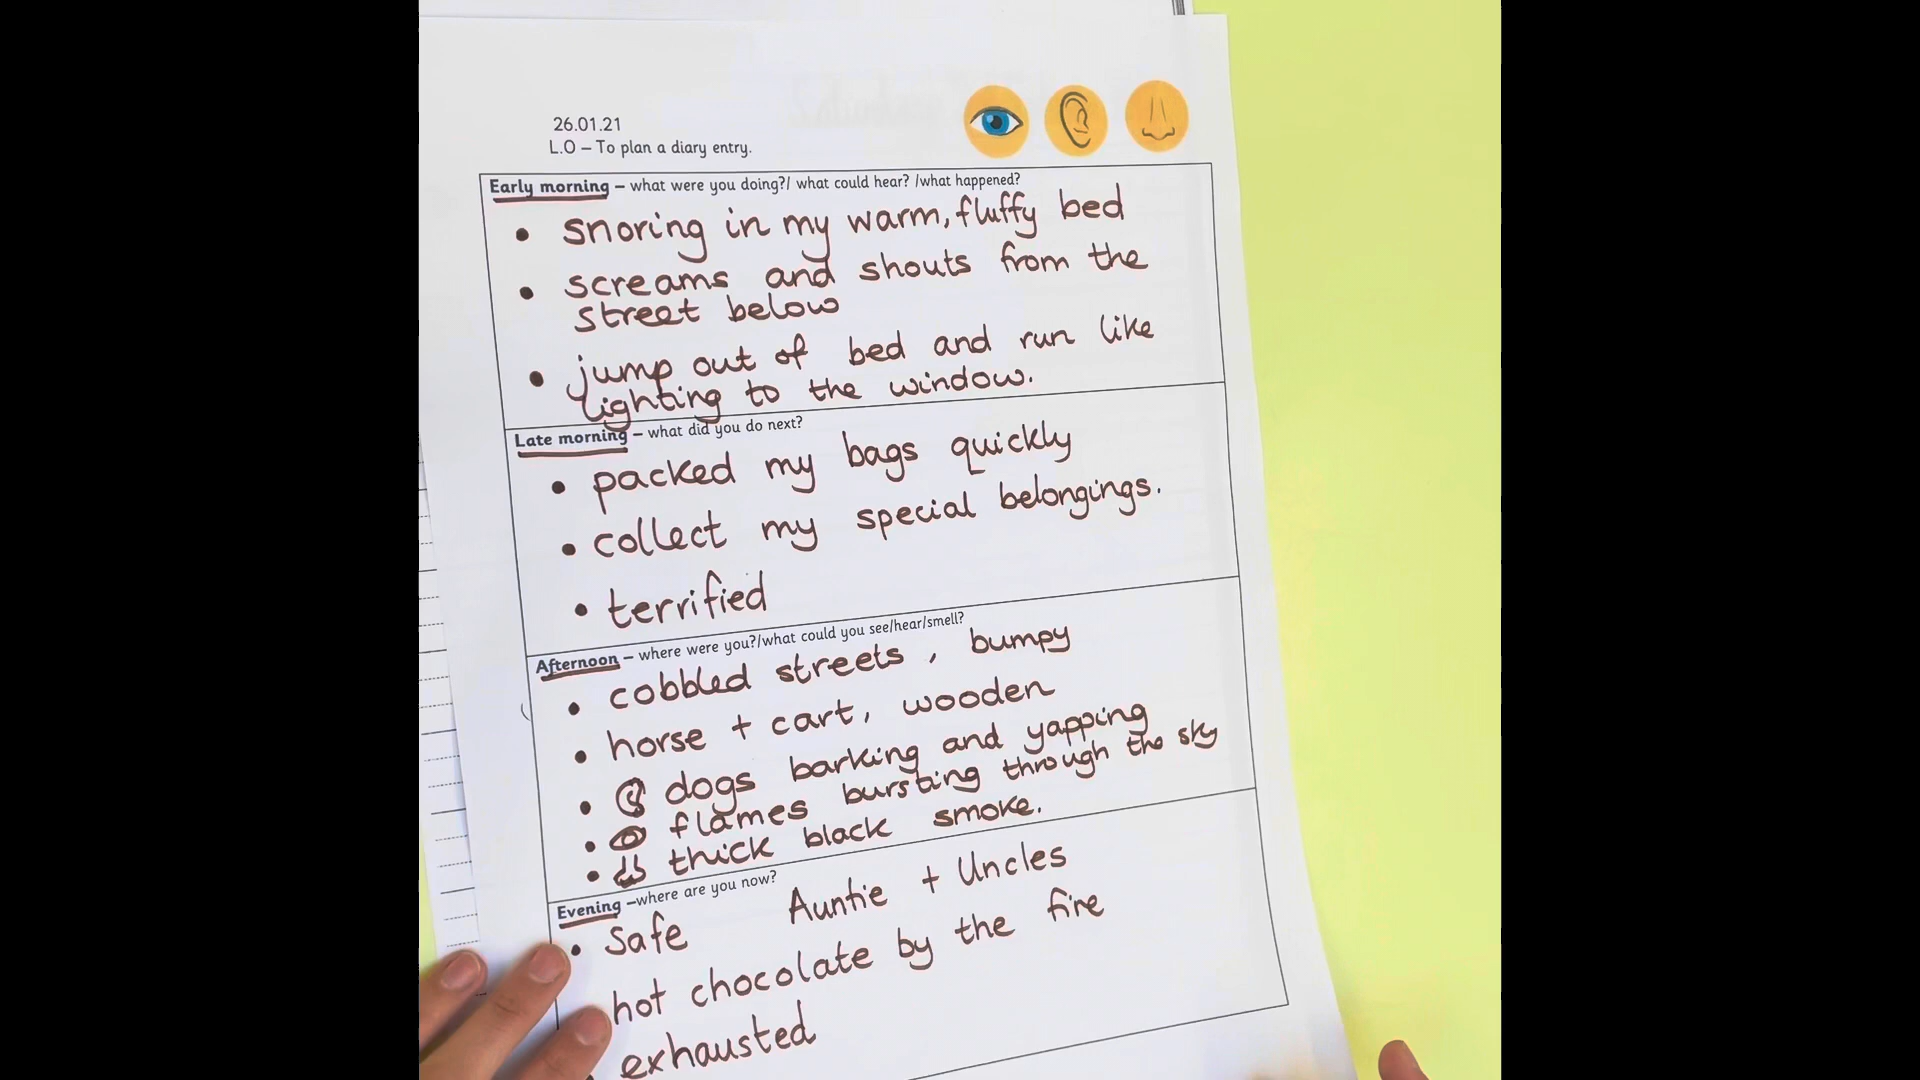 26.01.21
L.O – To plan a diary entry.
Early morning – what were you doing?/ what could hear? /what happened?
• snoring in my warm, fluffy bed
• screams and shouts from the
street below
• jump out of bed and run like
lighting to the window.
Late morning – what did you do next?
• packed my bags quickly
• collect my special belongings.
• terrified
Afternoon – where were you?/what could you see/hear/smell?
• cobbled streets, bumpy
• horse + cart, wooden
• dogs barking and yapping
• flames bursting through the sky
• thick black smoke.
Evening –where are you now?
• Safe Auntie + Uncles
hot chocolate by the fire
• exhausted